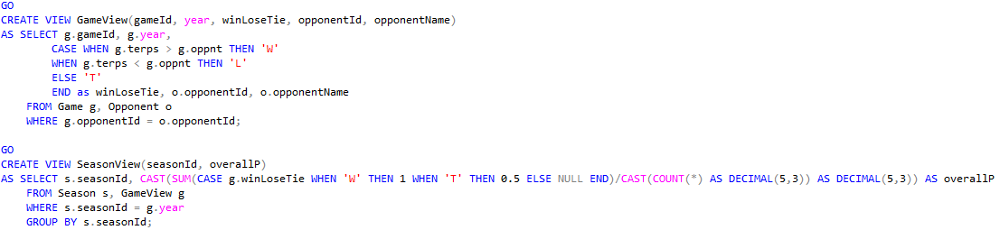 GO
CREATE VIEW GameView(gameId, year, winLoseTie, opponentId, opponentName)
AS SELECT g.gameId, g.year,
CASE WHEN g.terps > g.oppnt THEN 'W'
WHEN g.terps < g.oppnt THEN 'L'
ELSE 'T'
END as winLoseTie, o.opponentId, o.opponentName
FROM Game g, Opponent o
WHERE g.opponentId = o.opponentId;
GO
CREATE VIEW SeasonView(seasonId, overallP)
AS SELECT s.seasonId, CAST(SUM(CASE g.winLoseTie WHEN 'W' THEN 1 WHEN 'T' THEN 0.5 ELSE NULL END)/CAST(COUNT(*) AS DECIMAL(5,3)) AS DECIMAL(5,3)) AS overallP
FROM Season s, GameView g
WHERE s.seasonId = g.year
GROUP BY s.seasonId;